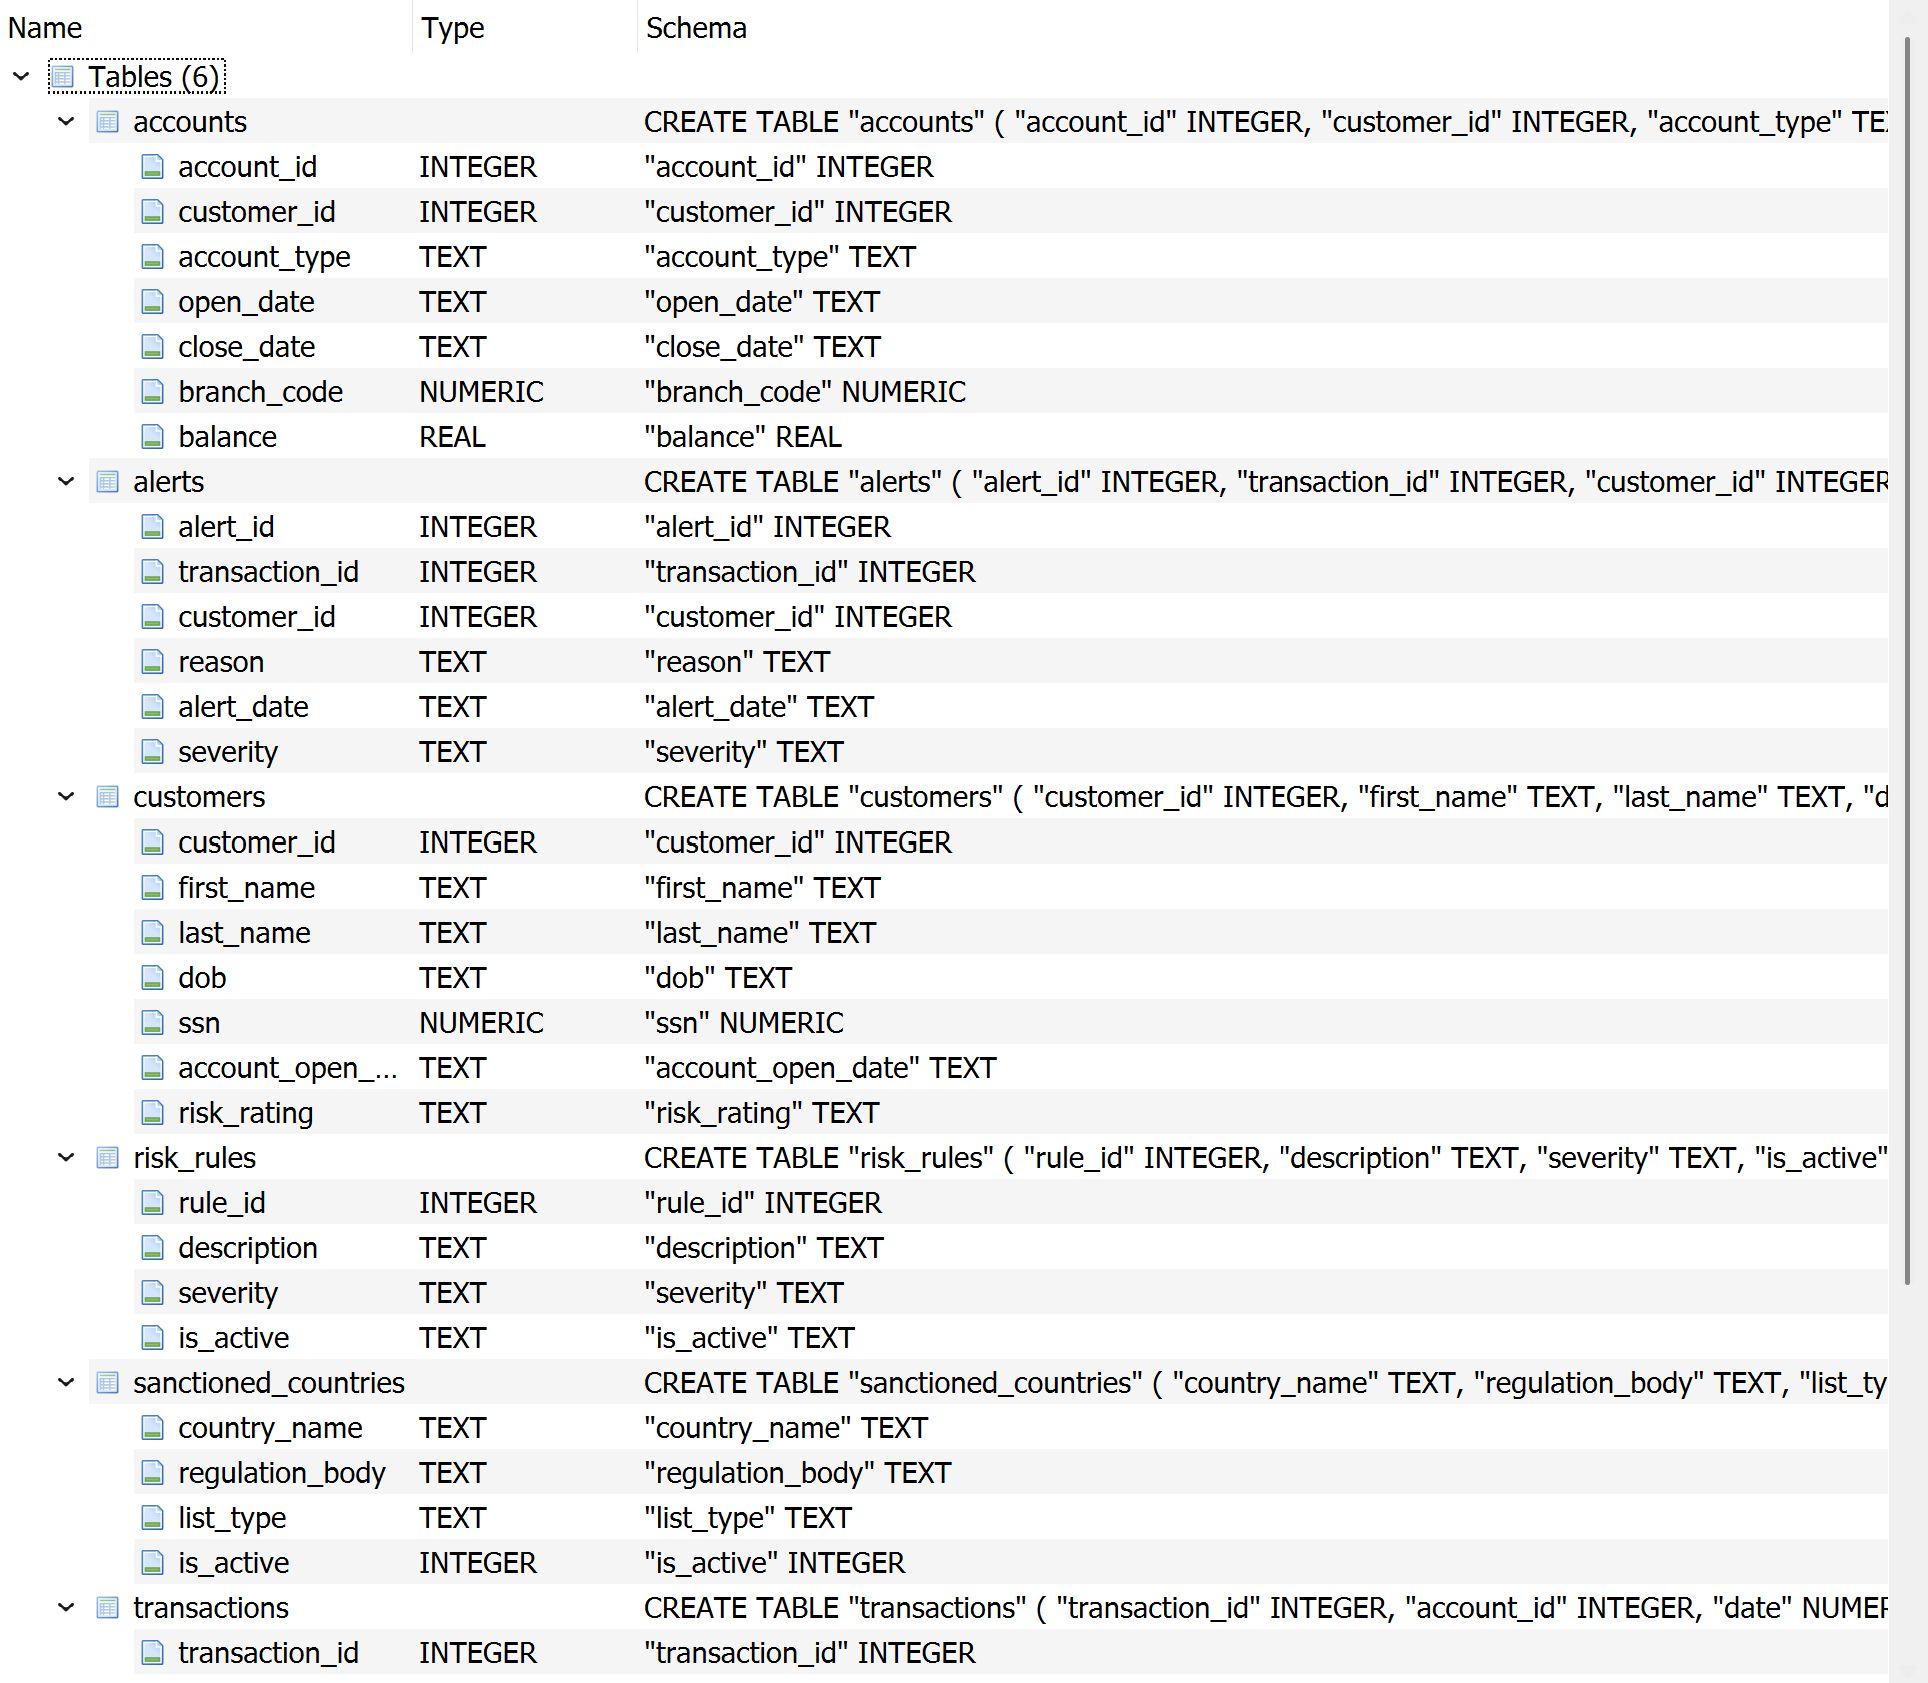 Name Type Schema
Tables (6)
accounts CREATE TABLE "accounts" ( "account_id" INTEGER, "customer_id" INTEGER, "account_type" TEX
account_id INTEGER "account_id" INTEGER
customer_id INTEGER "customer_id" INTEGER
account_type TEXT "account_type" TEXT
open_date TEXT "open_date" TEXT
close_date TEXT "close_date" TEXT
branch_code NUMERIC "branch_code" NUMERIC
balance REAL "balance" REAL
alerts CREATE TABLE "alerts" ( "alert_id" INTEGER, "transaction_id" INTEGER, "customer_id" INTEGER
alert_id INTEGER "alert_id" INTEGER
transaction_id INTEGER "transaction_id" INTEGER
customer_id INTEGER "customer_id" INTEGER
reason TEXT "reason" TEXT
alert_date TEXT "alert_date" TEXT
severity TEXT "severity" TEXT
customers CREATE TABLE "customers" ( "customer_id" INTEGER, "first_name" TEXT, "last_name" TEXT, "d
customer_id INTEGER "customer_id" INTEGER
first_name TEXT "first_name" TEXT
last_name TEXT "last_name" TEXT
dob TEXT "dob" TEXT
ssn NUMERIC "ssn" NUMERIC
account_open_... TEXT "account_open_date" TEXT
risk_rating TEXT "risk_rating" TEXT
risk_rules CREATE TABLE "risk_rules" ( "rule_id" INTEGER, "description" TEXT, "severity" TEXT, "is_active"
rule_id INTEGER "rule_id" INTEGER
description TEXT "description" TEXT
severity TEXT "severity" TEXT
is_active TEXT "is_active" TEXT
sanctioned_countries CREATE TABLE "sanctioned_countries" ( "country_name" TEXT, "regulation_body" TEXT, "list_ty
country_name TEXT "country_name" TEXT
regulation_body TEXT "regulation_body" TEXT
list_type TEXT "list_type" TEXT
is_active INTEGER "is_active" INTEGER
transactions CREATE TABLE "transactions" ( "transaction_id" INTEGER, "account_id" INTEGER, "date" NUMER
transaction_id INTEGER "transaction_id" INTEGER